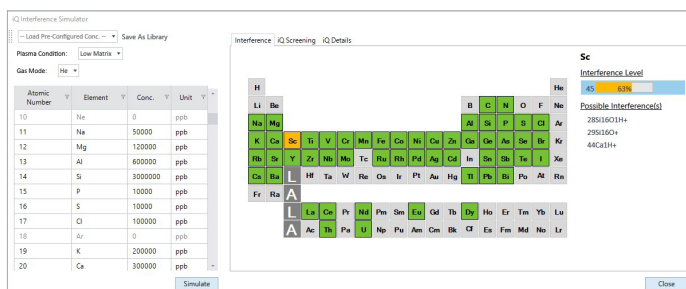 iQ Interference Simulator
-- Load Pre-Configured Conc. -- Save As Library
Plasma Condition: Low Matrix
Gas Mode: He
Atomic Number Element Conc. Unit
10 Ne 0 ppb
11 Na 50000 ppb
12 Mg 120000 ppb
13 Al 600000 ppb
14 Si 3000000 ppb
15 P 10000 ppb
16 S 10000 ppb
17 Cl 100000 ppb
18 Ar 0 ppb
19 K 200000 ppb
20 Ca 300000 ppb
Simulate
Interference iQ Screening iQ Details
H He
Li Be B C N O F Ne
Na Mg Al Si P S Cl Ar
K Ca Sc Ti V Cr Mn Fe Co Ni Cu Zn Ga Ge As Se Br Kr
Rb Sr Y Zr Nb Mo Tc Ru Rh Pd Ag Cd In Sn Sb Te I Xe
Cs Ba L Hf Ta W Re Os Ir Pt Au Hg Tl Pb Bi Po At Rn
Fr Ra A
L La Ce Pr Nd Pm Sm Eu Gd Tb Dy Ho Er Tm Yb Lu
A Ac Th Pa U Np Pu Am Cm Bk Cf Es Fm Md No Lr
Sc
Interference Level
45 63%
Possible Interference(s)
28Si16O1H+
29Si16O+
44Ca1H+
Close